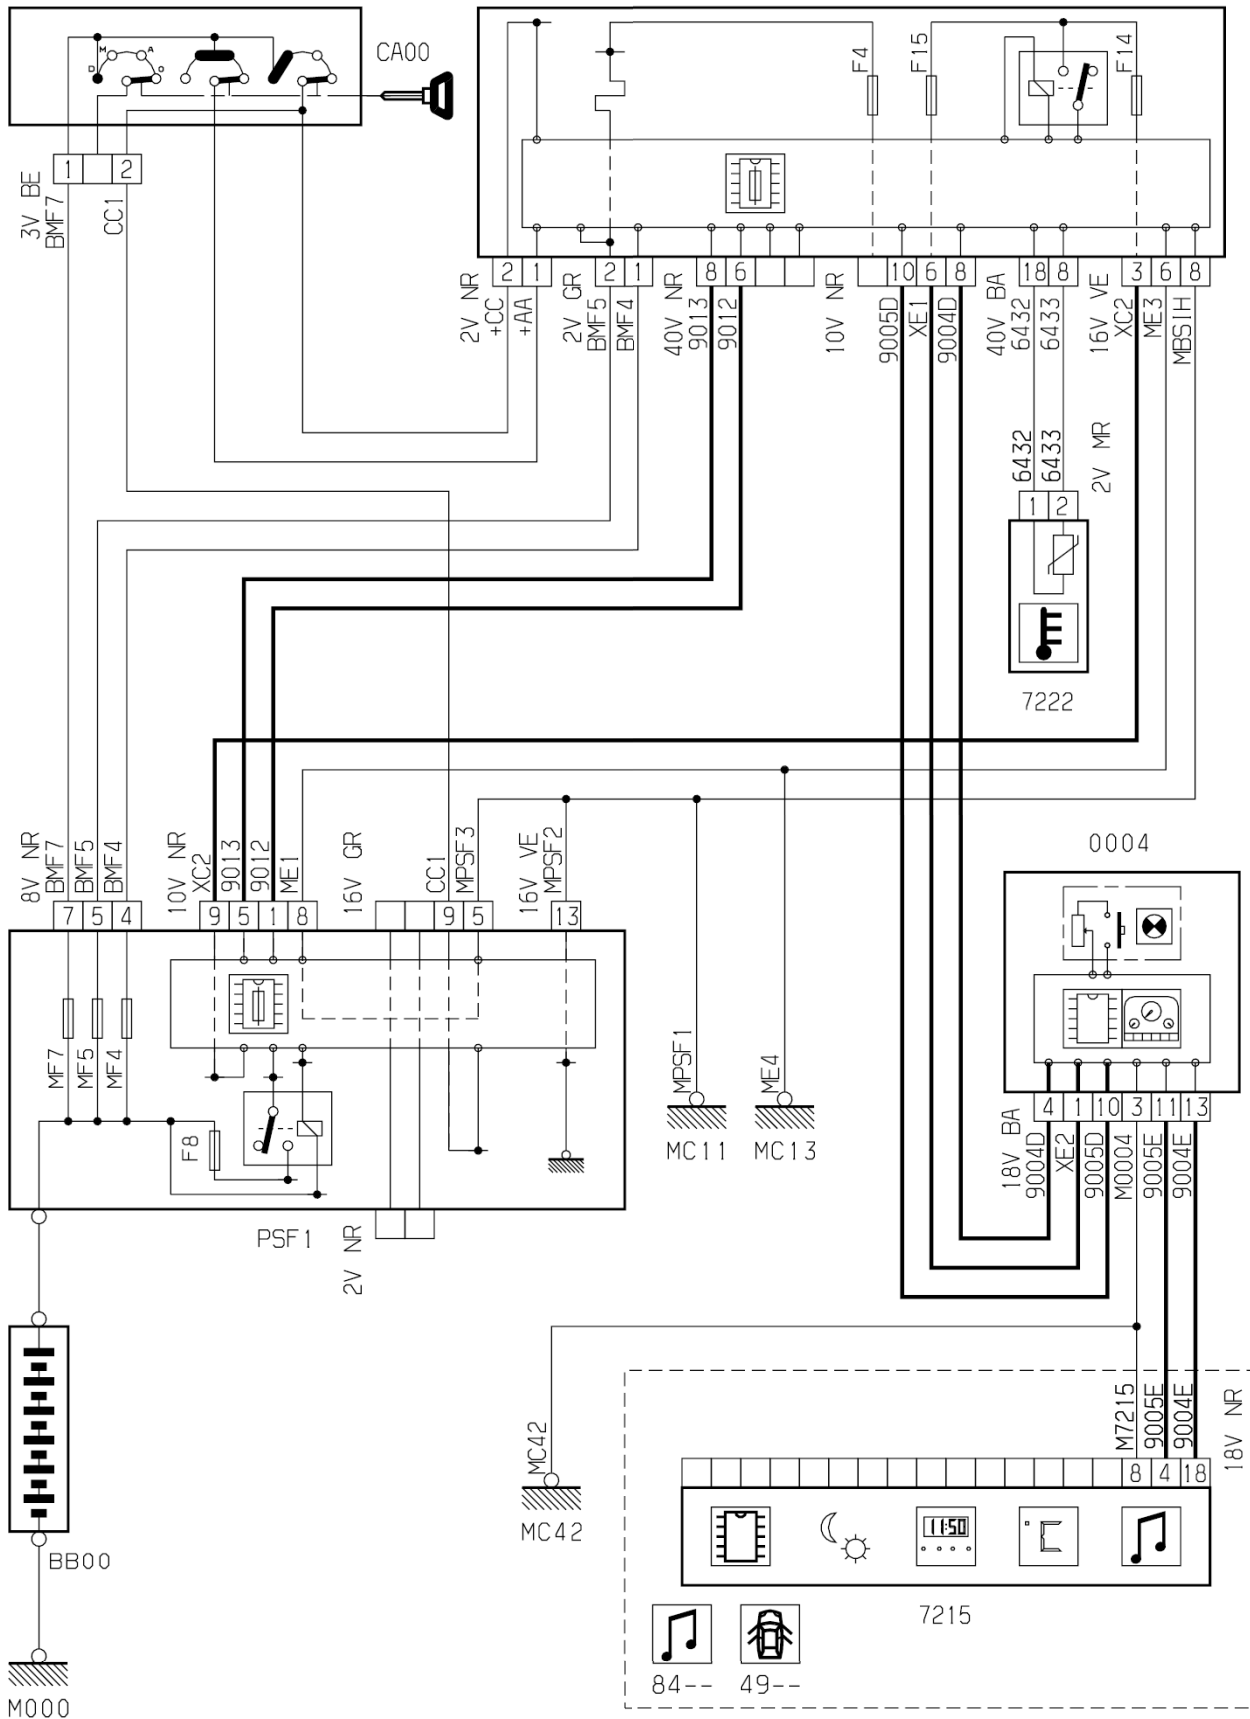 CA00
M
A
D
O
F4
F15
F14
1
2
3V BE
BMF7
CC1
2
1
2
1
8
6
10
6
8
18
8
3
6
8
2V NR
+CC
+AA
2V GR
BMF5
BMF4
40V NR
9013
9012
10V NR
9005D
XE1
9004D
40V BA
6432
6433
16V VE
XC2
ME3
MBSIH
6432
6433
2V MR
1
2
7222
8V NR
BMF7
BMF5
BMF4
10V NR
XC2
9013
9012
ME1
16V GR
CC1
MPSF3
16V VE
MPSF2
7
5
4
9
5
1
8
9
5
13
0004
MF7
MF5
MF4
F8
PSF1
2V NR
MPSF1
MC11
ME4
MC13
4
1
10
3
11
13
18V BA
9004D
XE2
9005D
M0004
9005E
9004E
BB00
M000
MC42
MC42
M7215
9005E
9004E
18V NR
8
4
18
11:50
°C
7215
84--
49--